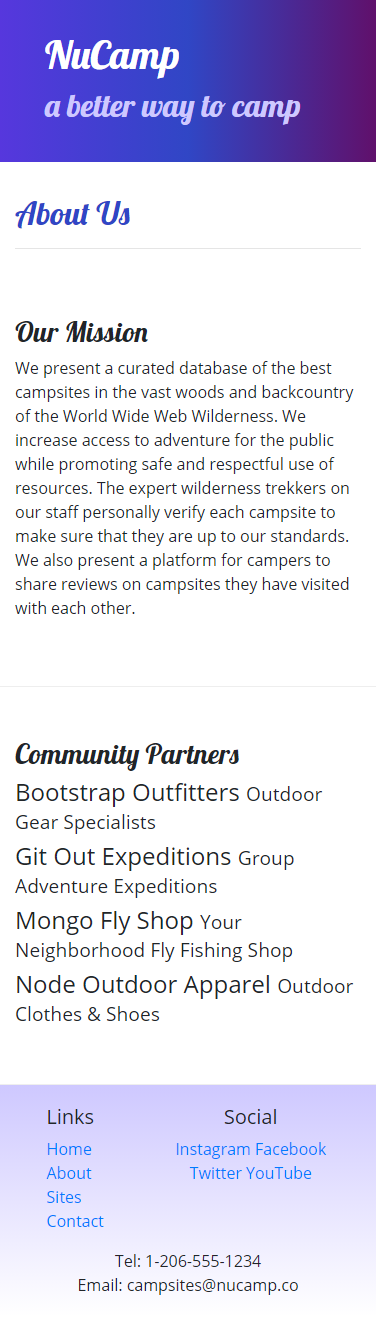 NuCamp
a better way to camp
About Us
Our Mission
We present a curated database of the best
campsites in the vast woods and backcountry
of the World Wide Web Wilderness. We
increase access to adventure for the public
while promoting safe and respectful use of
resources. The expert wilderness trekkers on
our staff personally verify each campsite to
make sure that they are up to our standards.
We also present a platform for campers to
share reviews on campsites they have visited
with each other.
Community Partners
Bootstrap Outfitters Outdoor
Gear Specialists
Git Out Expeditions Group
Adventure Expeditions
Mongo Fly Shop Your
Neighborhood Fly Fishing Shop
Node Outdoor Apparel Outdoor
Clothes & Shoes
Links
Home
About
Sites
Contact
Social
Instagram Facebook
Twitter YouTube
Tel: 1-206-555-1234
Email: campsites@nucamp.co